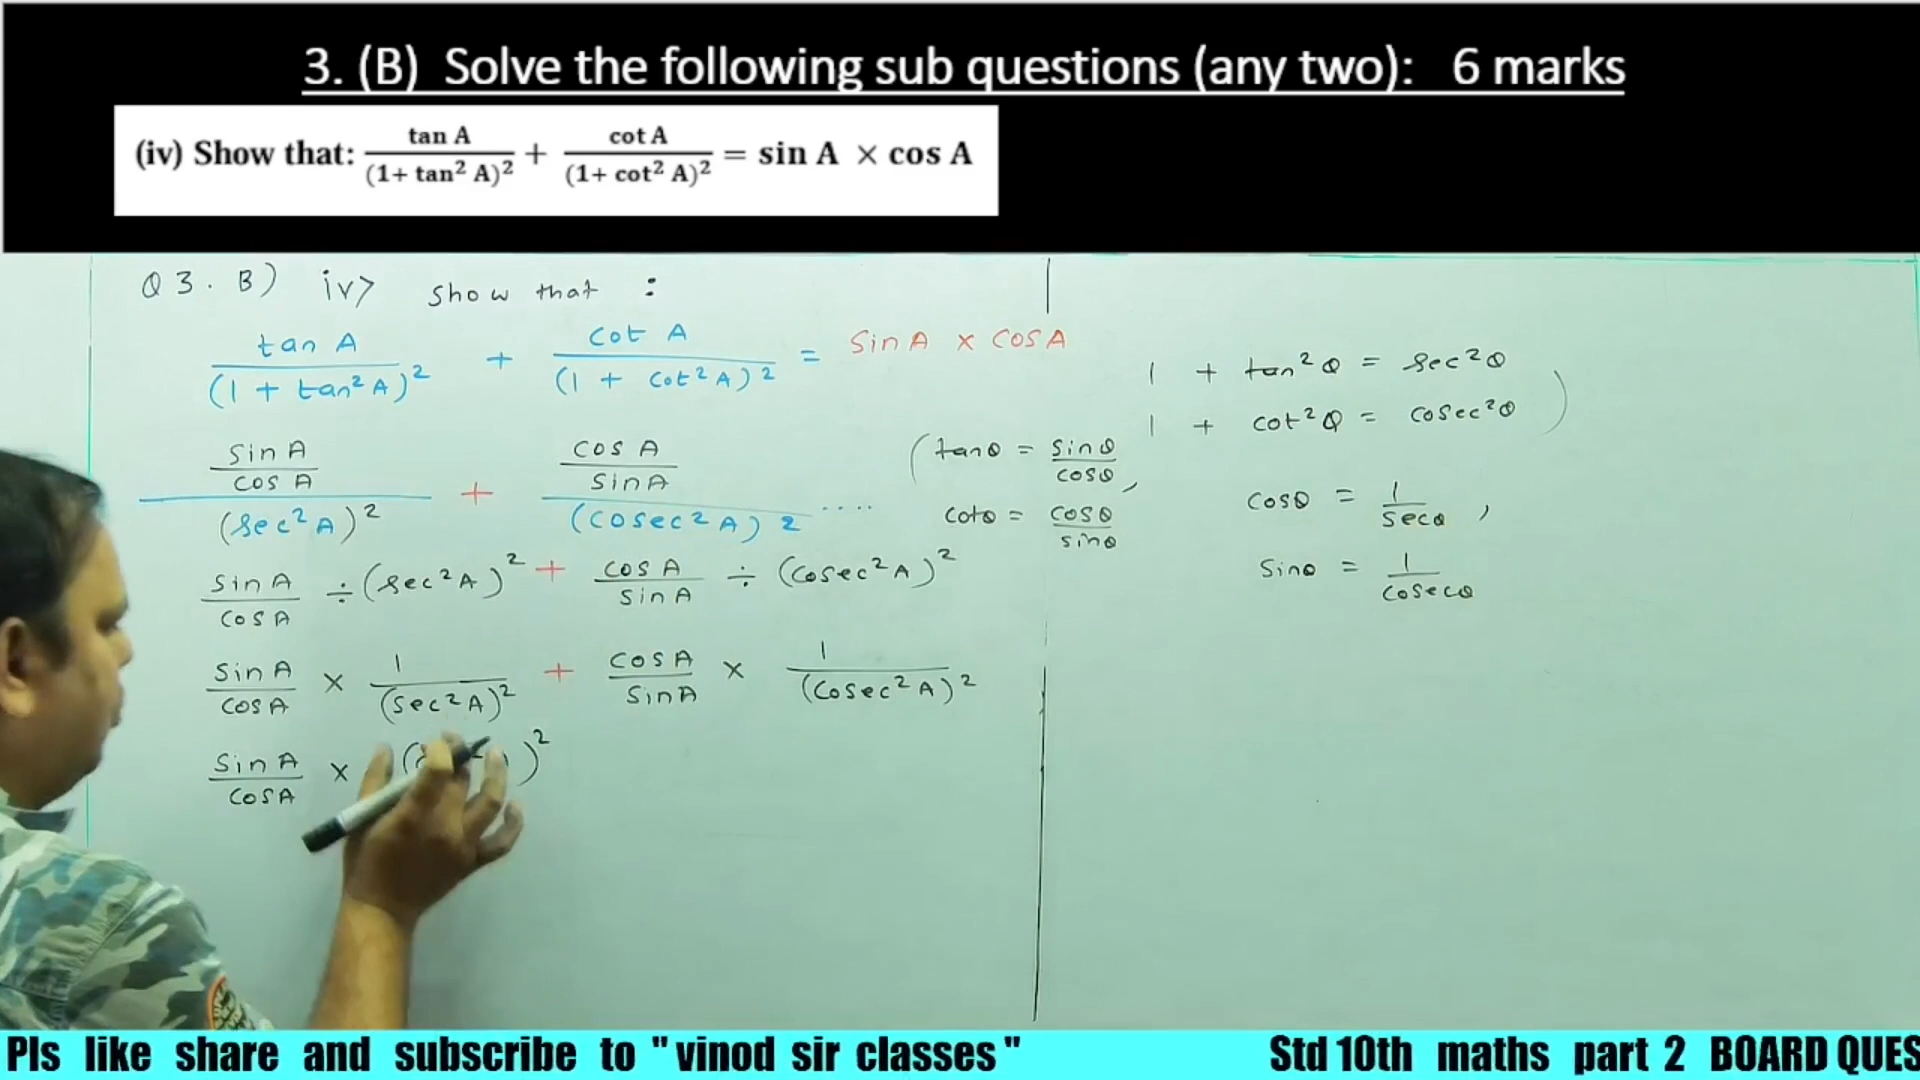 3. (B) Solve the following sub questions (any two): 6 marks
(iv) Show that: tan A / (1+ tan² A)² + cot A / (1+ cot² A)² = sin A × cos A
Q 3. B) iv> Show that :
tan A / (1 + tan² A)² + cot A / (1 + cot² A)² = sin A × cos A
sin A / cos A / (sec² A)² + cos A / sin A / (cosec² A)² ....
sin A / cos A ÷ (sec² A)² + cos A / sin A ÷ (cosec² A)²
sin A / cos A × 1 / (sec² A)² + cos A / sin A × 1 / (cosec² A)²
sin A / cos A × ( )²
(tan θ = sin θ / cos θ ,
cot θ = cos θ / sin θ
1 + tan² θ = sec² θ
1 + cot² θ = cosec² θ )
cos θ = 1 / sec θ ,
sin θ = 1 / cosec θ
Pls like share and subscribe to "vinod sir classes"
Std 10th maths part 2 BOARD QUES